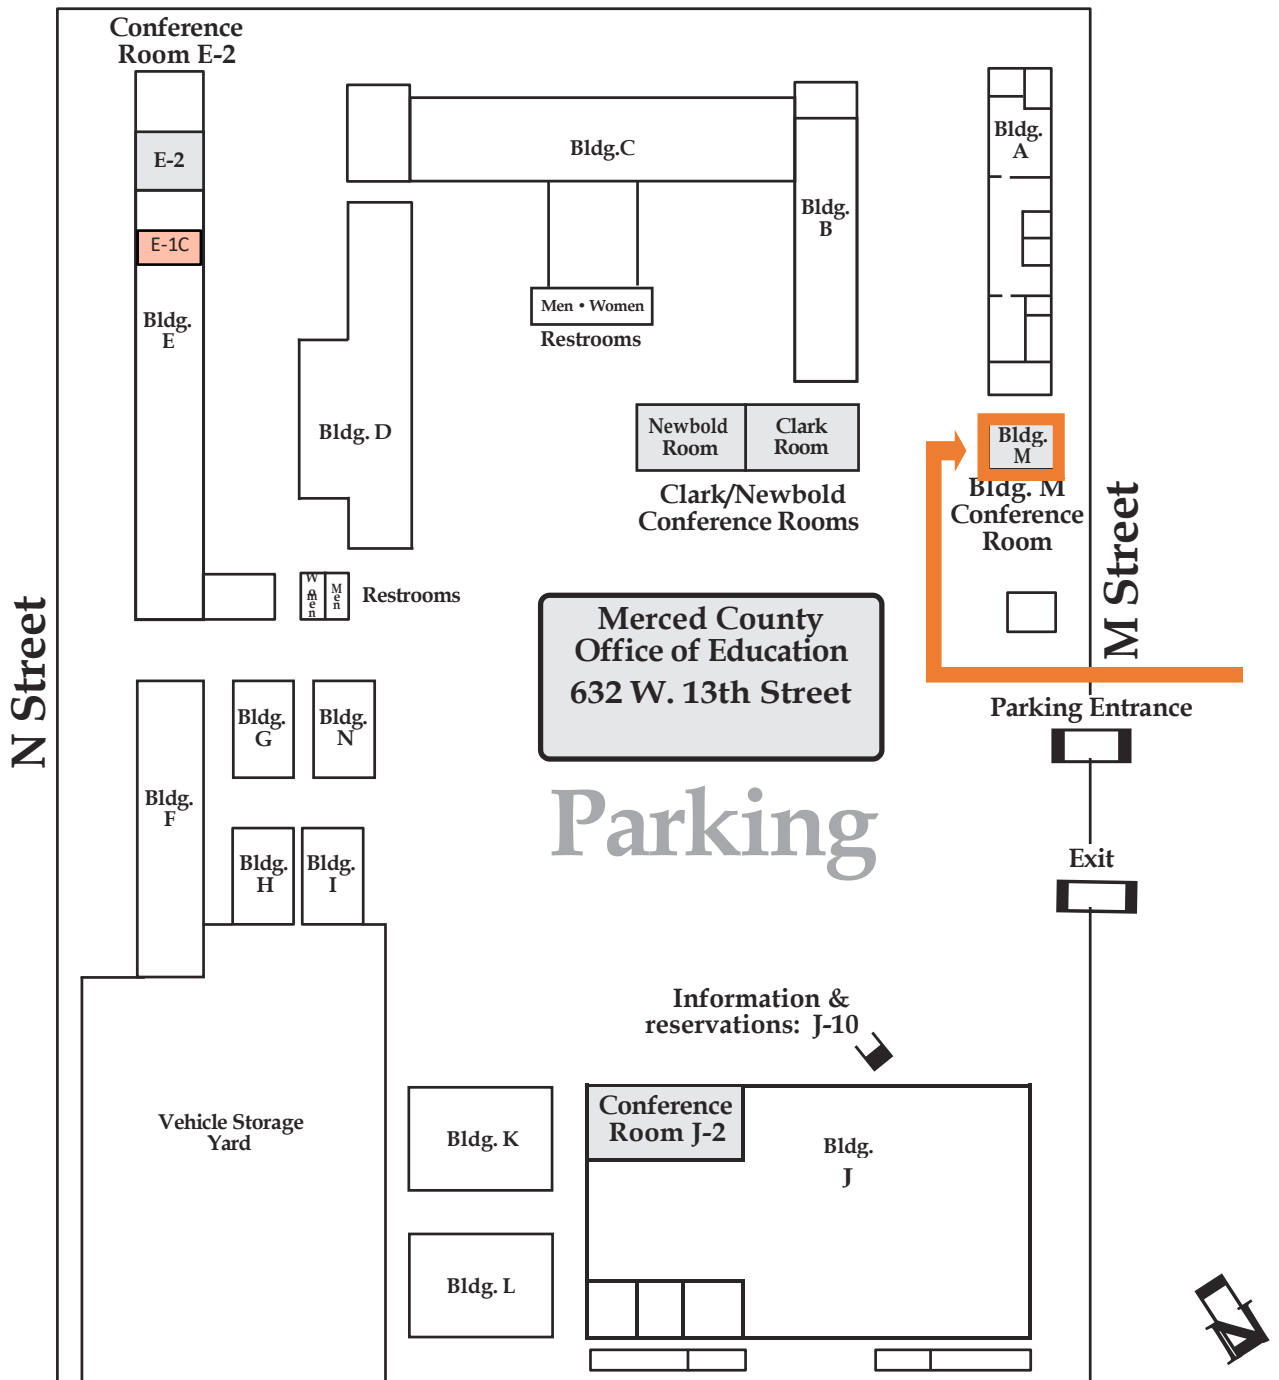 Conference
Room E-2
E-2
E-1C
Bldg.
E
Bldg.C
Bldg.
B
Bldg.
A
Men • Women
Restrooms
Bldg. D
Newbold
Room
Clark
Room
Clark/Newbold
Conference Rooms
Bldg.
M
Bldg. M
Conference
Room
Women
Men
Restrooms
N Street
M Street
Merced County
Office of Education
632 W. 13th Street
Parking Entrance
Bldg.
G
Bldg.
N
Bldg.
F
Parking
Bldg.
H
Bldg.
I
Exit
Information &
reservations: J-10
Vehicle Storage
Yard
Bldg. K
Conference
Room J-2
Bldg.
J
Bldg. L
N